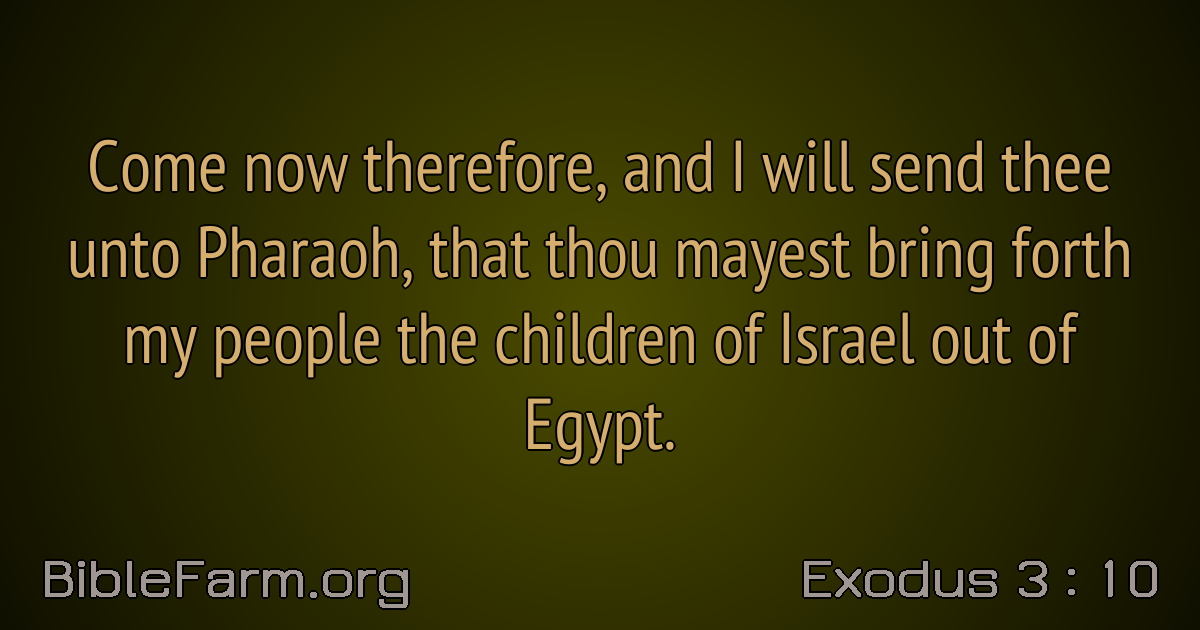 Come now therefore, and I will send thee
unto Pharaoh, that thou mayest bring forth
my people the children of Israel out of
Egypt.
BibleFarm.org
Exodus 3 : 10